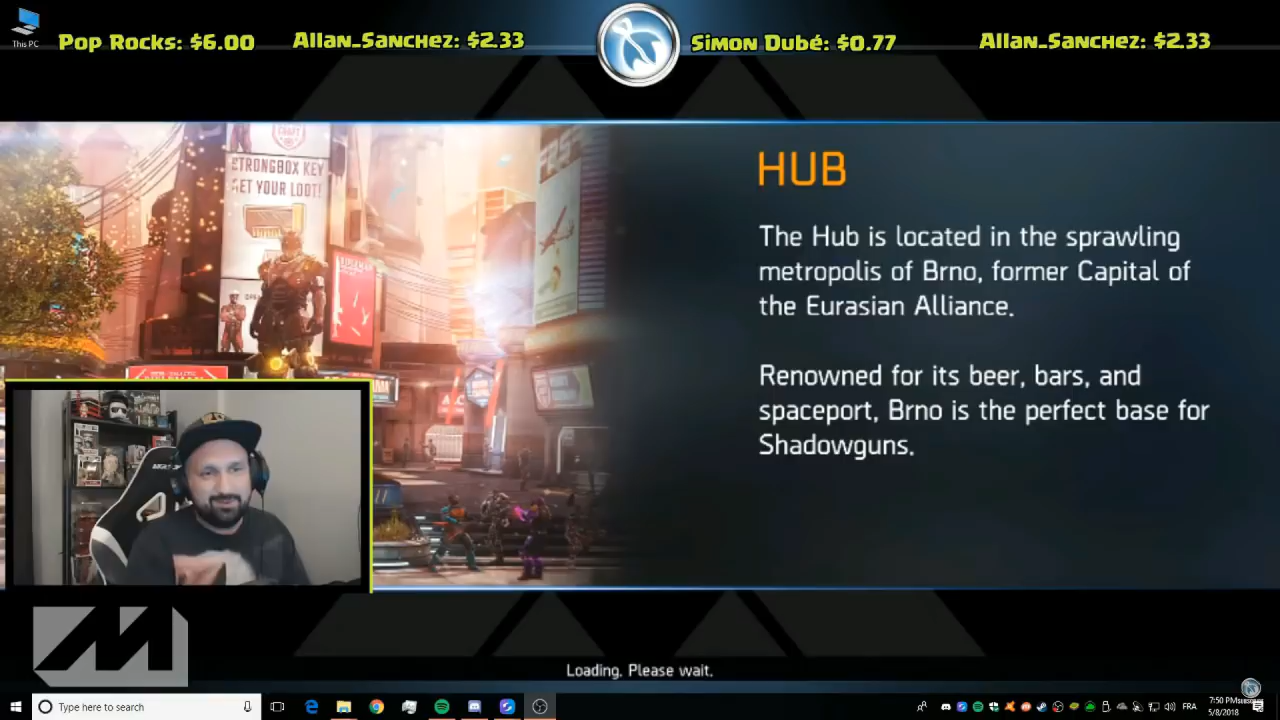 This PC
Pop Rocks: $6.00
Allan_Sanchez: $2.33
Simon Dubé: $0.77
Allan_Sanchez: $2.33
CRAFT
STRONGBOX KEY
GET YOUR LOOT!
HUB
The Hub is located in the sprawling
metropolis of Brno, former Capital of
the Eurasian Alliance.
Renowned for its beer, bars, and
spaceport, Brno is the perfect base for
Shadowguns.
Loading. Please wait.
Type here to search
FRA
7:50 PM
5/8/2018